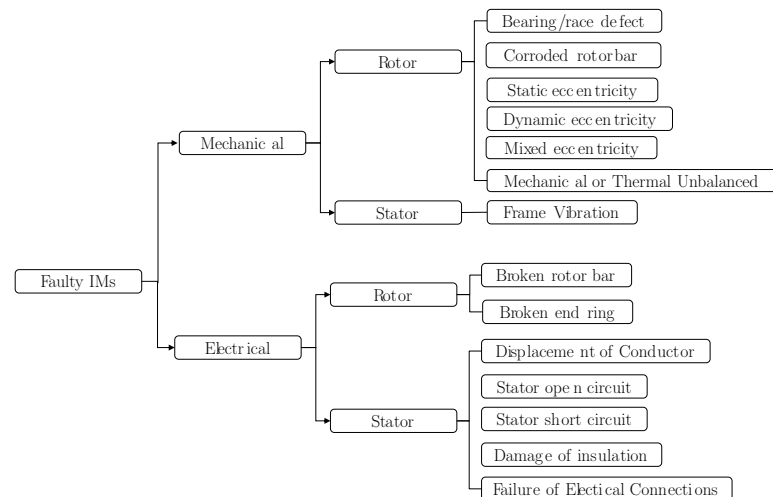 Bearing/race defect
Rotor
Corroded rotorbar
Static eccentricity
Dynamic eccentricity
Mechanical
Mixed eccentricity
Mechanical or Thermal Unbalanced
Stator
Frame Vibration
Faulty IMs
Broken rotor bar
Rotor
Broken end ring
Electrical
Displacement of Conductor
Stator open circuit
Stator
Stator short circuit
Damage of insulation
Failure of Electical Connections